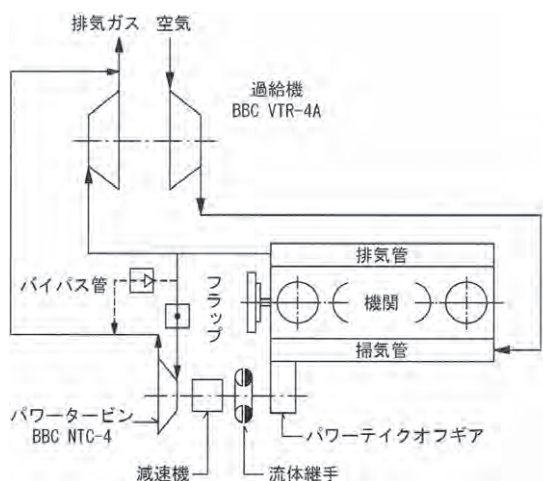 排気ガス 空気
過給機
BBC VTR-4A
排気管
バイパス管
フラップ
機関
掃気管
パワータービン
BBC NTC-4
パワーテイクオフギア
減速機
流体継手